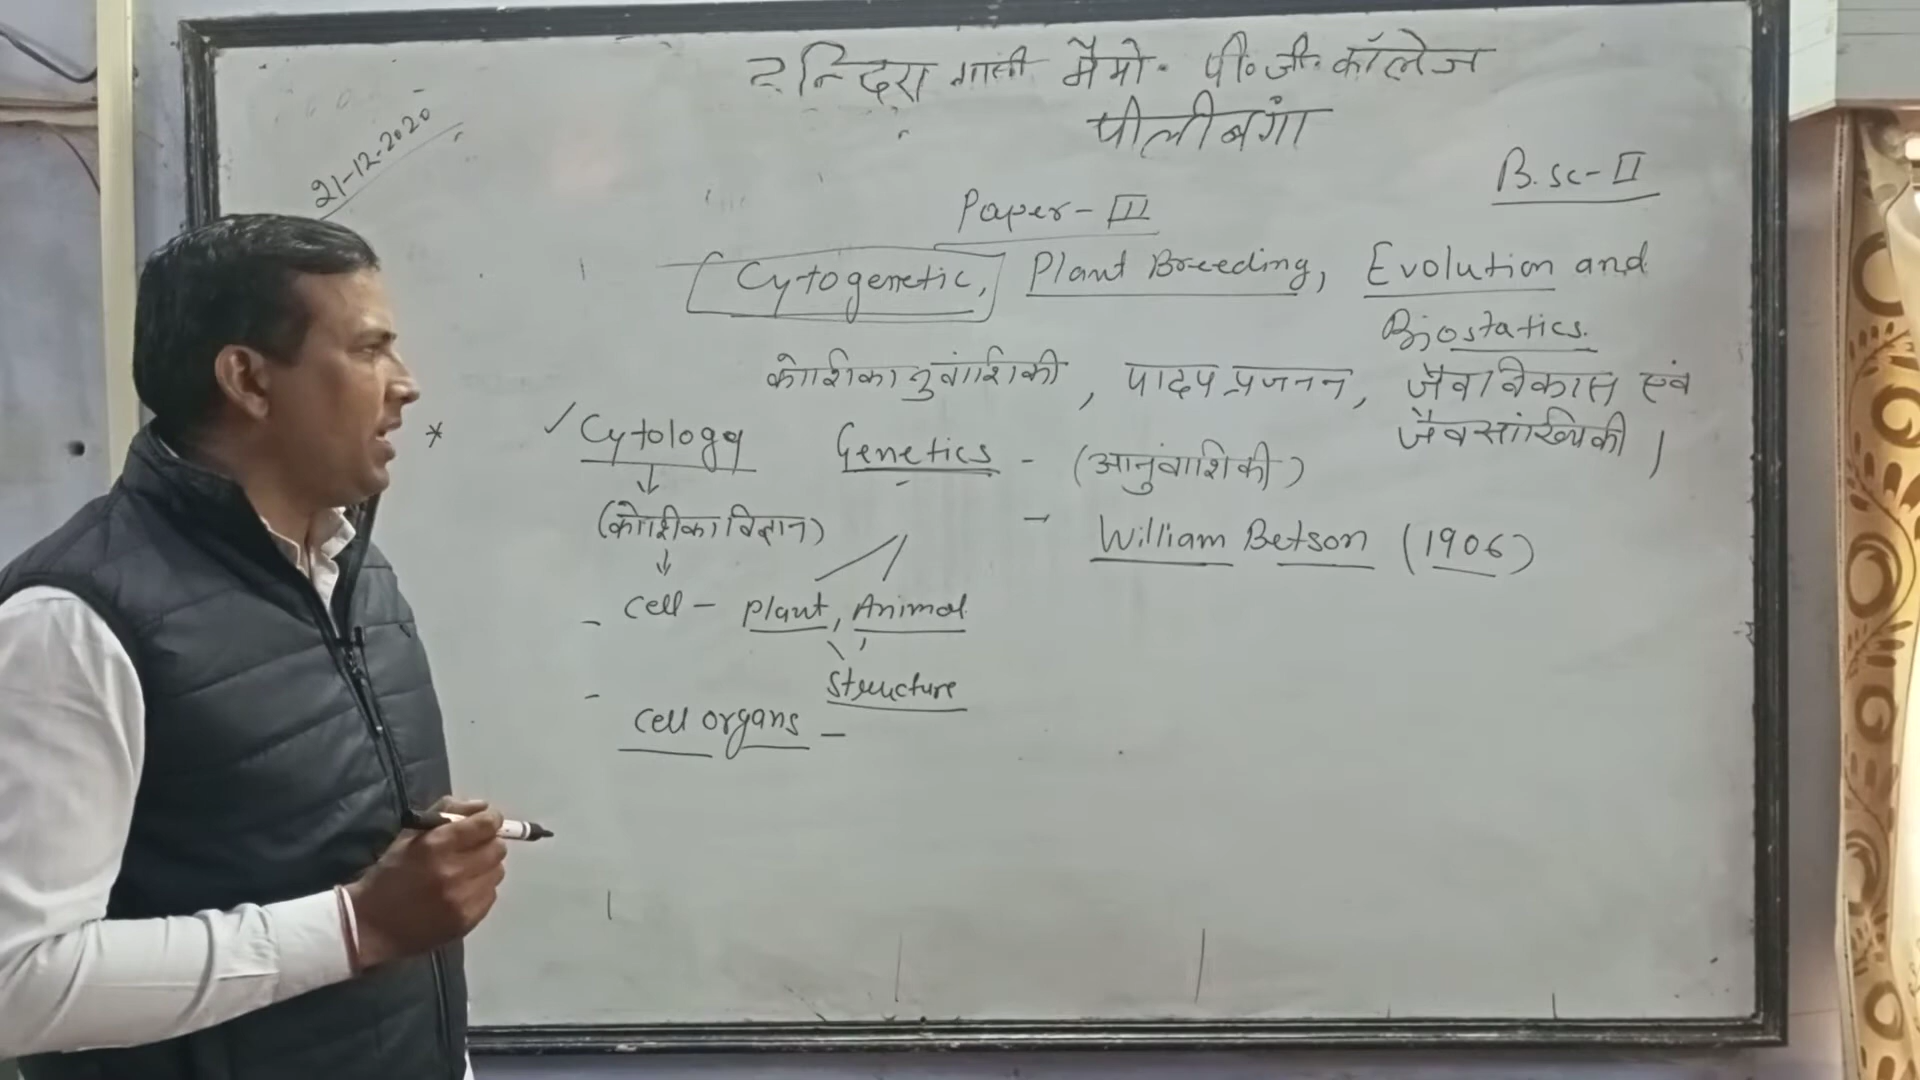 इन्दिरा गांधी मैमो. पी.जी. कॉलेज
पीलीबंगा
21-12-2020
B.Sc-II
Paper-III
Cytogenetic, Plant Breeding, Evolution and
Biostatics.
कोशिकानुवांशिकी, पादप प्रजनन, जैवविकास एवं
जैवसांख्यिकी |
* ✓ Cytology Genetics - (आनुवांशिकी)
↓
(कोशिका विज्ञान) → William Betson (1906)
↓
- Cell - Plant, Animal
Structure
- Cell organs -